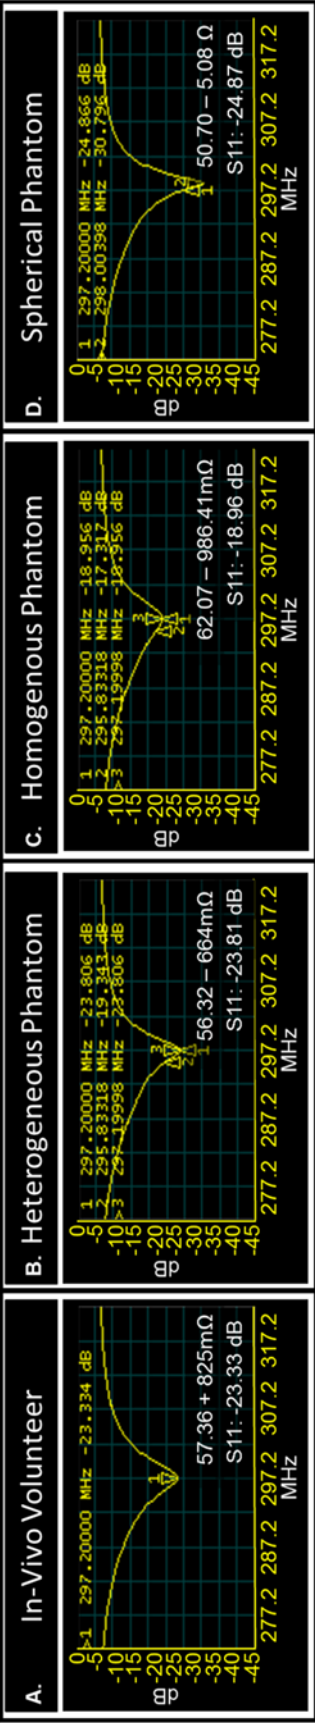 A. In-Vivo Volunteer
>1 297.20000 MHz -23.334 dB
0
-5
-10
-15
-20
-25
-30
-35
-40
-45
dB
1
57.36 + 825mΩ
S11: -23.33 dB
277.2 287.2 297.2 307.2 317.2
MHz
B. Heterogeneous Phantom
1 297.20000 MHz -23.806 dB
2 295.83318 MHz -19.343 dB
>3 297.19998 MHz -23.806 dB
0
-5
-10
-15
-20
-25
-30
-35
-40
-45
dB
3
2 1
56.32 – 664mΩ
S11: -23.81 dB
277.2 287.2 297.2 307.2 317.2
MHz
C. Homogenous Phantom
1 297.20000 MHz -18.956 dB
2 295.83318 MHz -17.317 dB
>3 297.19998 MHz -18.956 dB
0
-5
-10
-15
-20
-25
-30
-35
-40
-45
dB
3
2 1
62.07 – 986.41mΩ
S11: -18.96 dB
277.2 287.2 297.2 307.2 317.2
MHz
D. Spherical Phantom
1 297.20000 MHz -24.866 dB
>2 298.00398 MHz -30.796 dB
0
-5
-10
-15
-20
-25
-30
-35
-40
-45
dB
2
1
50.70 – 5.08 Ω
S11: -24.87 dB
277.2 287.2 297.2 307.2 317.2
MHz